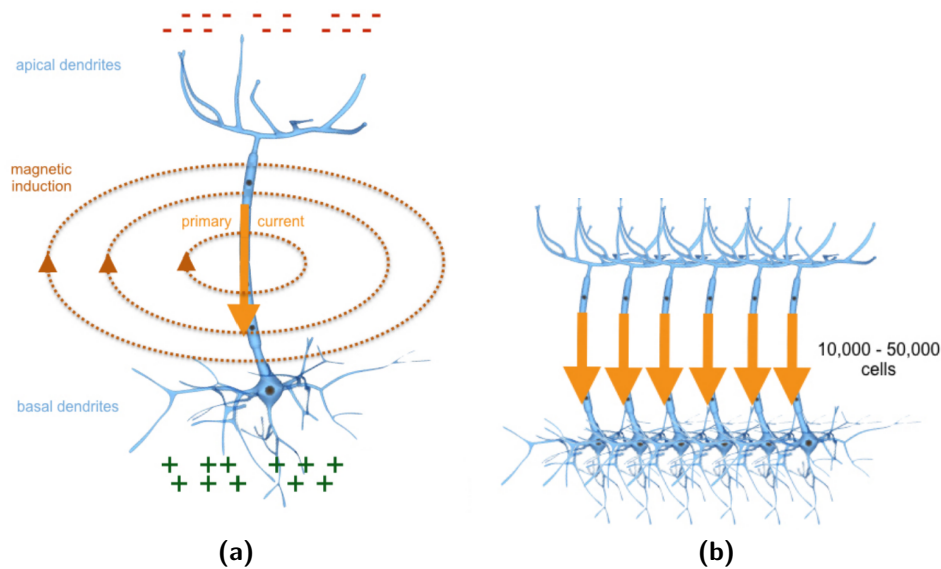 apical dendrites
magnetic
induction
primary current
basal dendrites
(a)
10,000 - 50,000
cells
(b)